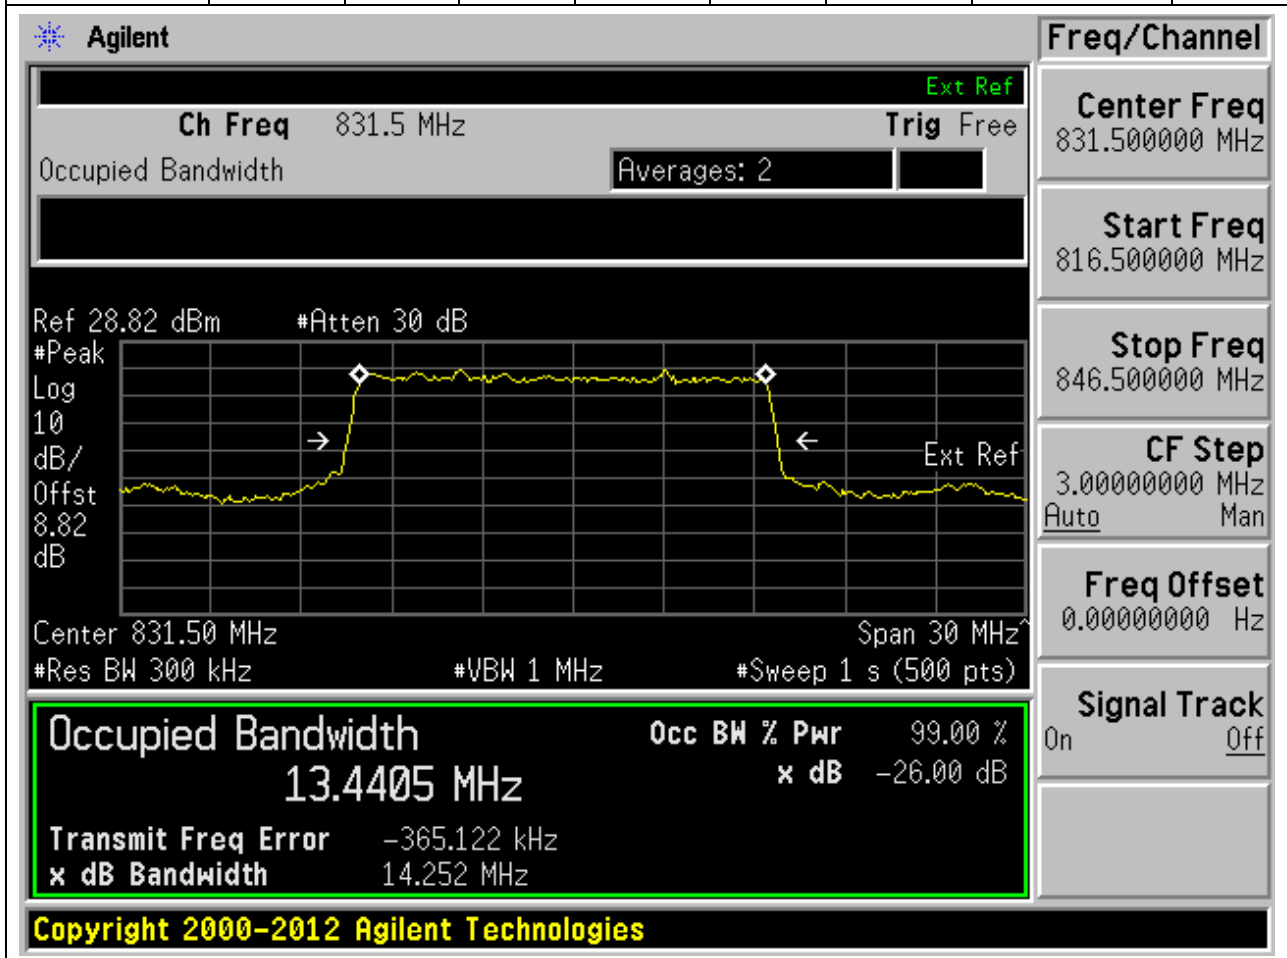 Agilent
Ext Ref
Ch Freq 831.5 MHz Trig Free
Occupied Bandwidth Averages: 2
Ref 28.82 dBm #Atten 30 dB
#Peak
Log
10
dB/
Offst
8.82
dB
Ext Ref
Center 831.50 MHz Span 30 MHz^
#Res BW 300 kHz #VBW 1 MHz #Sweep 1 s (500 pts)
Occupied Bandwidth Occ BW % Pwr 99.00 %
13.4405 MHz x dB -26.00 dB
Transmit Freq Error -365.122 kHz
x dB Bandwidth 14.252 MHz
Copyright 2000-2012 Agilent Technologies
Freq/Channel
Center Freq
831.500000 MHz
Start Freq
816.500000 MHz
Stop Freq
846.500000 MHz
CF Step
3.00000000 MHz
Auto Man
Freq Offset
0.00000000 Hz
Signal Track
On Off